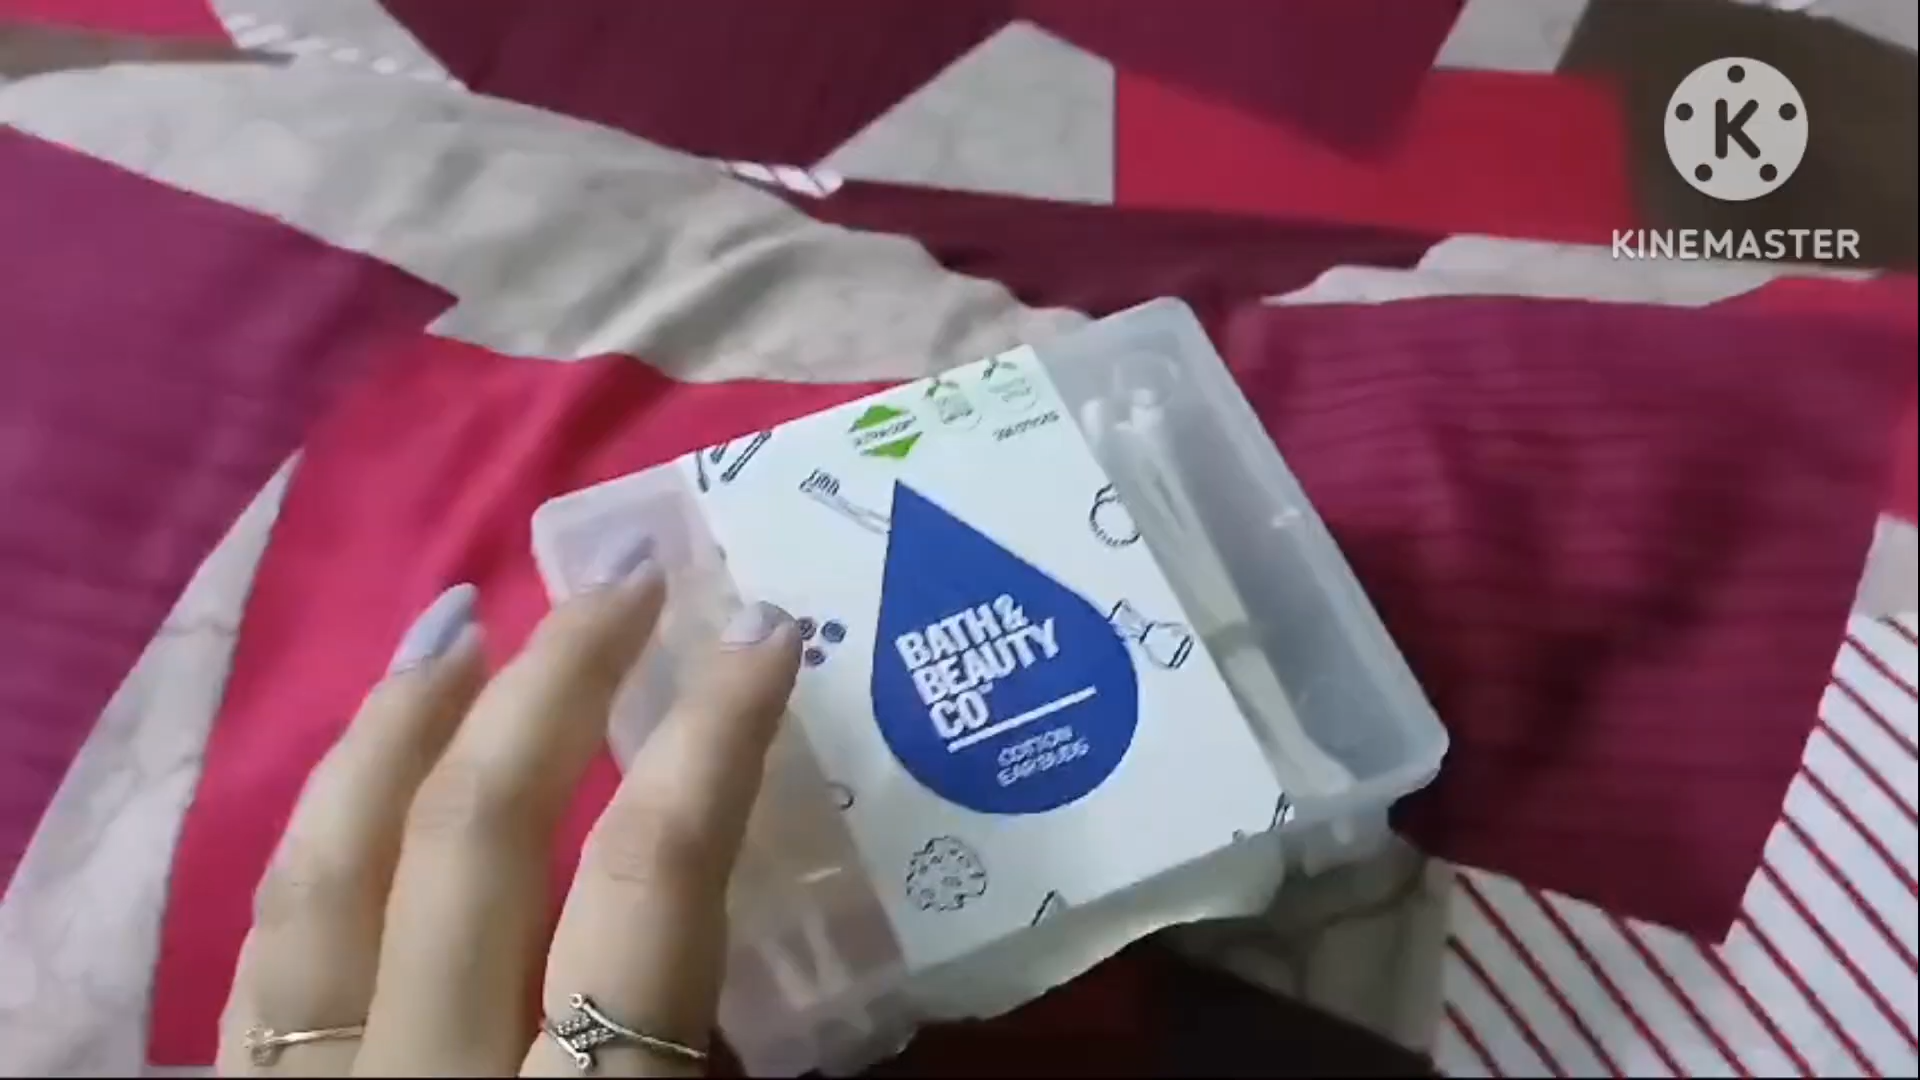 K
KINEMASTER
BATH &
BEAUTY
CO
COTTON
EARBUDS